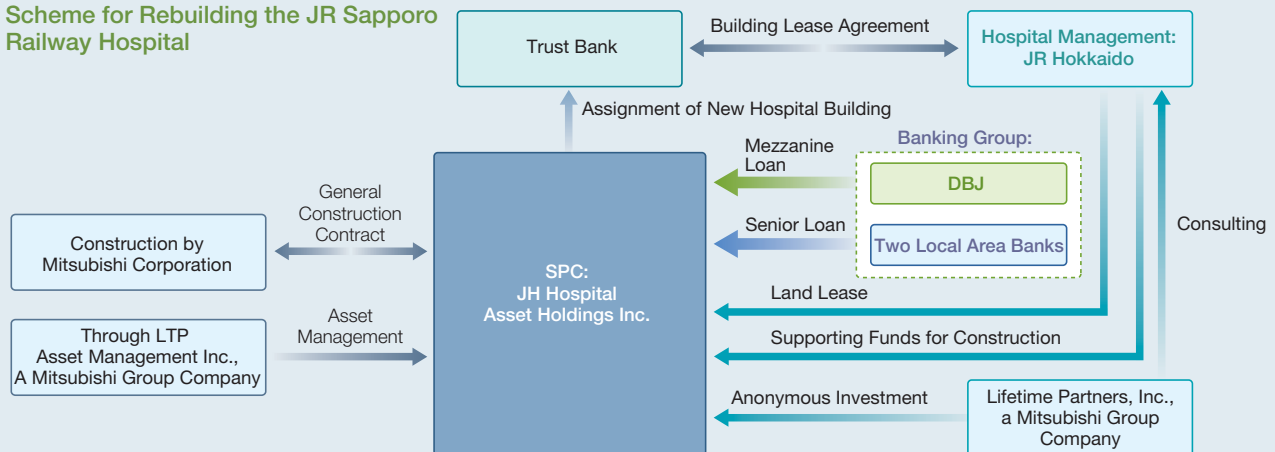 Scheme for Rebuilding the JR Sapporo
Railway Hospital
Trust Bank
Building Lease Agreement
Hospital Management:
JR Hokkaido
Assignment of New Hospital Building
Banking Group:
Mezzanine
Loan
DBJ
Senior Loan
Two Local Area Banks
Consulting
General
Construction
Contract
Construction by
Mitsubishi Corporation
SPC:
JH Hospital
Asset Holdings Inc.
Land Lease
Asset
Management
Through LTP
Asset Management Inc.,
A Mitsubishi Group Company
Supporting Funds for Construction
Anonymous Investment
Lifetime Partners, Inc.,
a Mitsubishi Group
Company